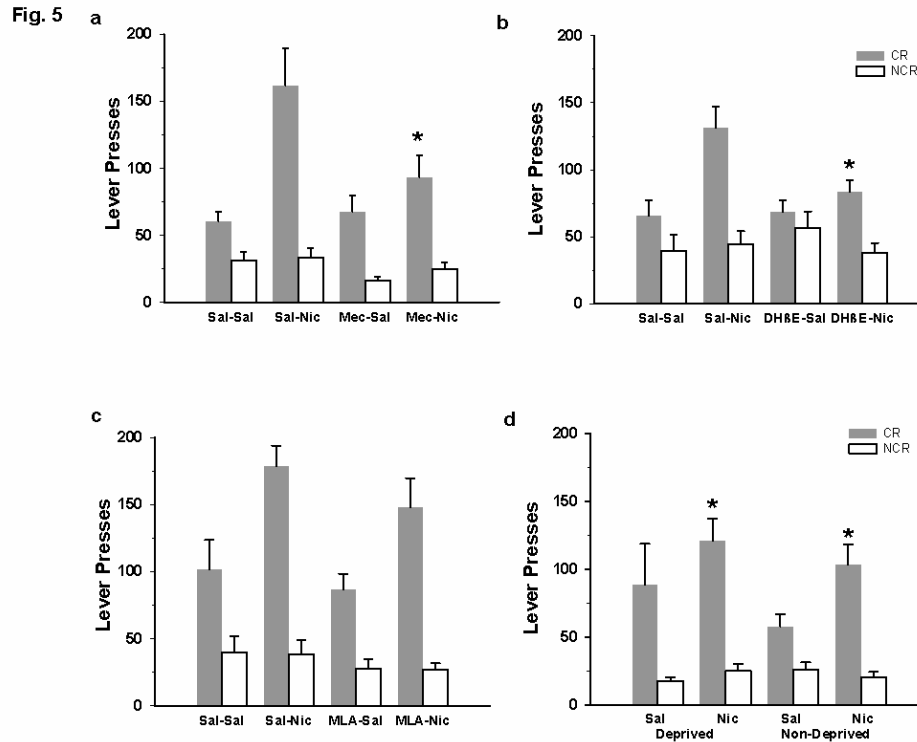 Fig. 5
a
200
150
100
50
0
Lever Presses
*
Sal-Sal Sal-Nic Mec-Sal Mec-Nic
b
200
150
100
50
0
Lever Presses
CR
NCR
*
Sal-Sal Sal-Nic DHßE-Sal DHßE-Nic
c
200
150
100
50
0
Lever Presses
Sal-Sal Sal-Nic MLA-Sal MLA-Nic
d
200
150
100
50
0
Lever Presses
CR
NCR
* *
Sal Nic Sal Nic
Deprived Non-Deprived